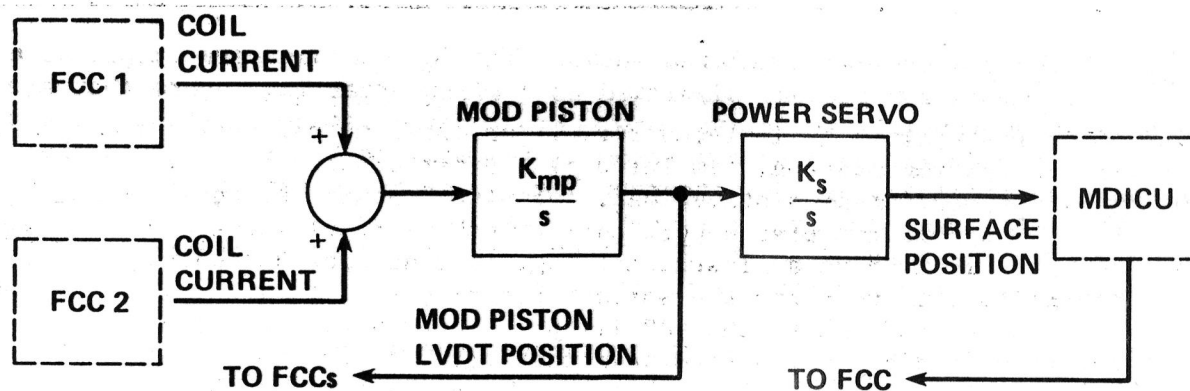 COIL
CURRENT
FCC 1
+
MOD PISTON
K_mp
s
POWER SERVO
K_s
s
MDICU
SURFACE
POSITION
+
COIL
CURRENT
FCC 2
MOD PISTON
LVDT POSITION
TO FCCs
TO FCC